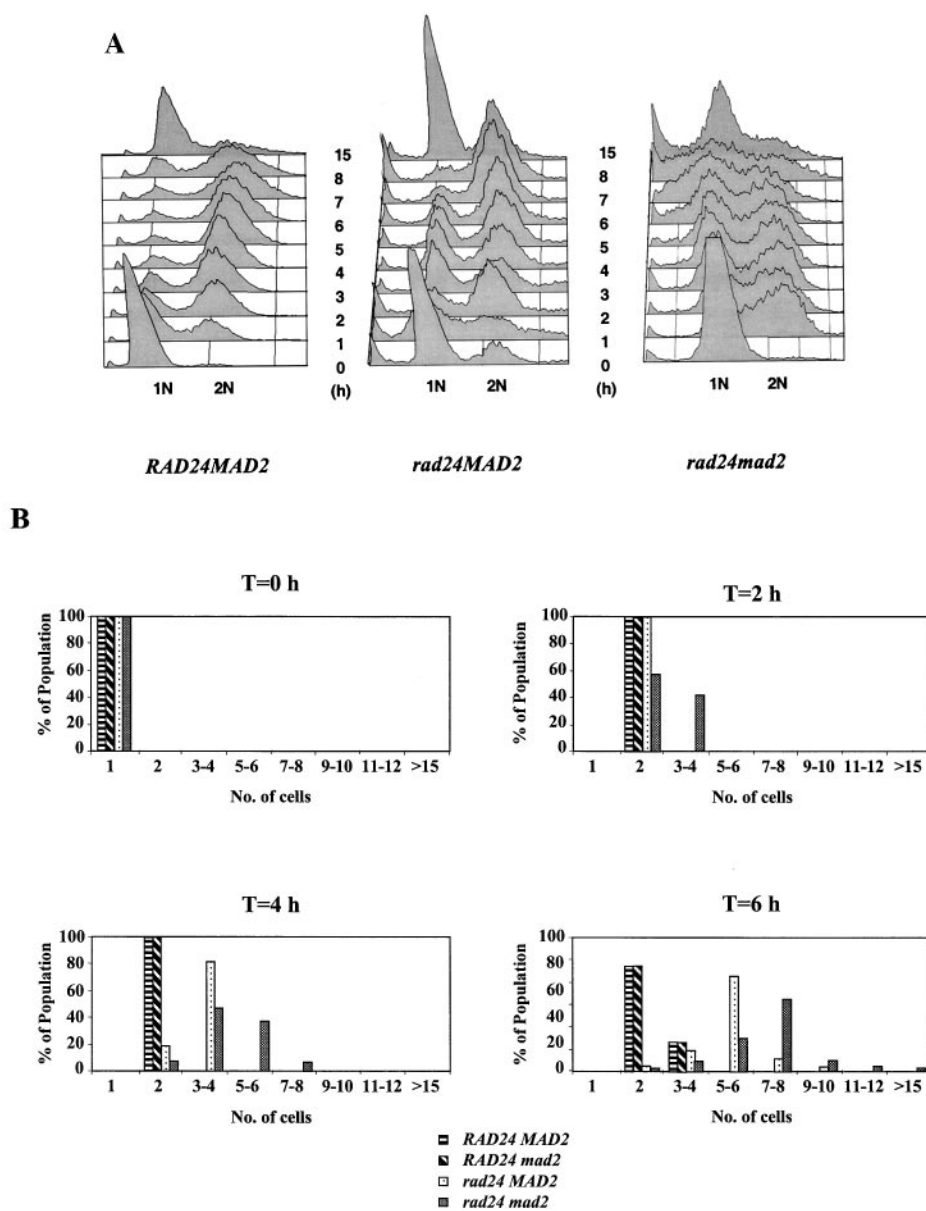 A
15
8
7
6
5
4
3
2
1
0
(h)
15
8
7
6
5
4
3
2
1
0
(h)
1N 2N
1N 2N
1N 2N
RAD24MAD2
rad24MAD2
rad24mad2
B
T=0 h
% of Population
100
80
60
40
20
0
1 2 3-4 5-6 7-8 9-10 11-12 >15
No. of cells
T=2 h
% of Population
100
80
60
40
20
0
1 2 3-4 5-6 7-8 9-10 11-12 >15
No. of cells
T=4 h
% of Population
100
80
60
40
20
0
1 2 3-4 5-6 7-8 9-10 11-12 >15
No. of cells
T=6 h
% of Population
100
80
60
40
20
0
1 2 3-4 5-6 7-8 9-10 11-12 >15
No. of cells
RAD24 MAD2
RAD24 mad2
rad24 MAD2
rad24 mad2